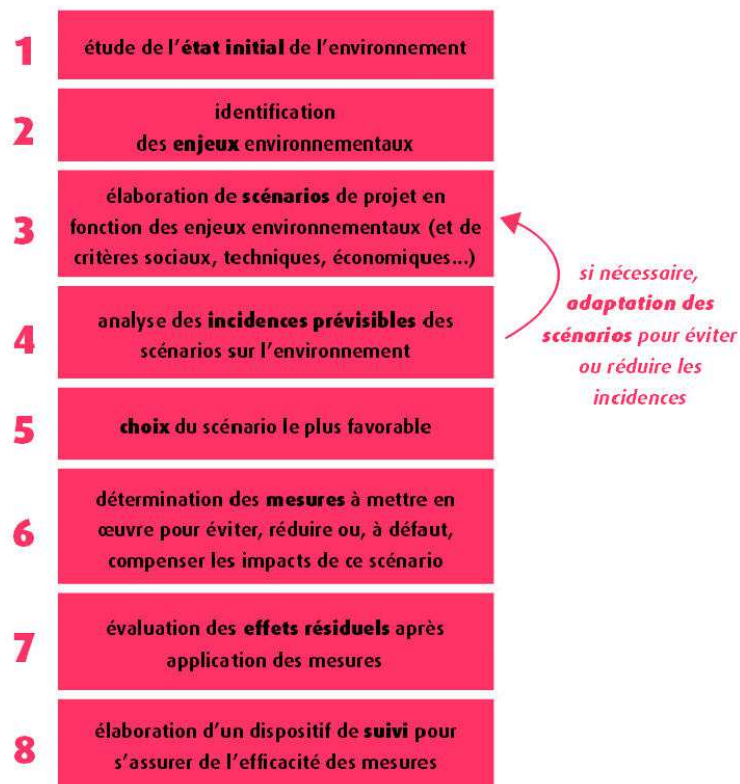 1
étude de l'état initial de l'environnement
2
identification
des enjeux environnementaux
3
élaboration de scénarios de projet en
fonction des enjeux environnementaux (et de
critères sociaux, techniques, économiques...)
si nécessaire,
adaptation des
scénarios pour éviter
ou réduire les
incidences
4
analyse des incidences prévisibles des
scénarios sur l'environnement
5
choix du scénario le plus favorable
6
détermination des mesures à mettre en
œuvre pour éviter, réduire ou, à défaut,
compenser les impacts de ce scénario
7
évaluation des effets résiduels après
application des mesures
8
élaboration d'un dispositif de suivi pour
s'assurer de l'efficacité des mesures